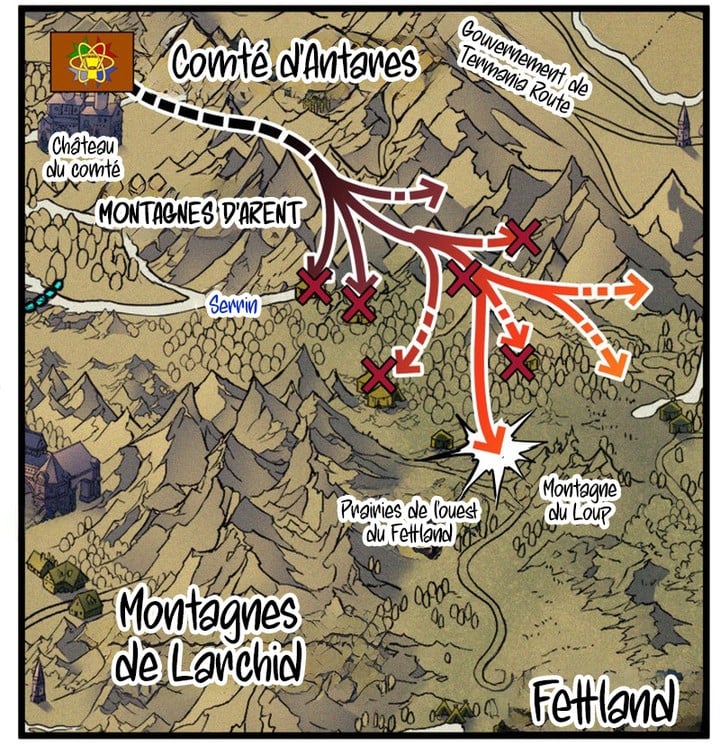 Comté d'Antares
Gouvernement de
Termania Route
Château
du comté
MONTAGNES D'ARENT
Serrin
Prairies de l'ouest
du Fettland
Montagne
du Loup
Montagnes
de Larchid
Fettland